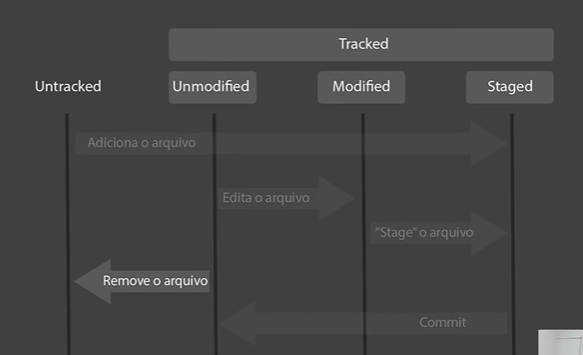 Tracked
Untracked
Unmodified
Modified
Staged
Adiciona o arquivo
Edita o arquivo
"Stage" o arquivo
Remove o arquivo
Commit